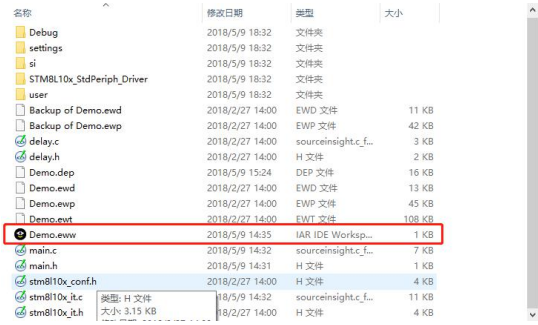 名称 修改日期 类型 大小
Debug 2018/5/9 18:32 文件夹
settings 2018/5/9 18:32 文件夹
si 2018/5/9 18:32 文件夹
STM8L10x_StdPeriph_Driver 2018/5/9 18:32 文件夹
user 2018/5/9 18:32 文件夹
Backup of Demo.ewd 2018/2/27 14:00 EWD 文件 11 KB
Backup of Demo.ewp 2018/2/27 14:00 EWP 文件 42 KB
delay.c 2018/2/27 14:00 sourceinsight.c_f... 3 KB
delay.h 2018/2/27 14:00 H 文件 2 KB
Demo.dep 2018/5/9 15:24 DEP 文件 16 KB
Demo.ewd 2018/2/27 14:00 EWD 文件 13 KB
Demo.ewp 2018/2/27 14:00 EWP 文件 45 KB
Demo.ewt 2018/2/27 14:00 EWT 文件 108 KB
Demo.eww 2018/5/9 14:35 IAR IDE Worksp... 1 KB
main.c 2018/5/9 14:32 sourceinsight.c_f... 7 KB
main.h 2018/5/9 14:31 H 文件 1 KB
stm8l10x_conf.h 2018/2/27 14:00 H 文件 4 KB
stm8l10x_it.c 类型: H 文件 18/5/9 14:32 sourceinsight.c_f... 11 KB
大小: 3.15 KB
stm8l10x_it.h 18/2/27 14:00 H 文件 4 KB